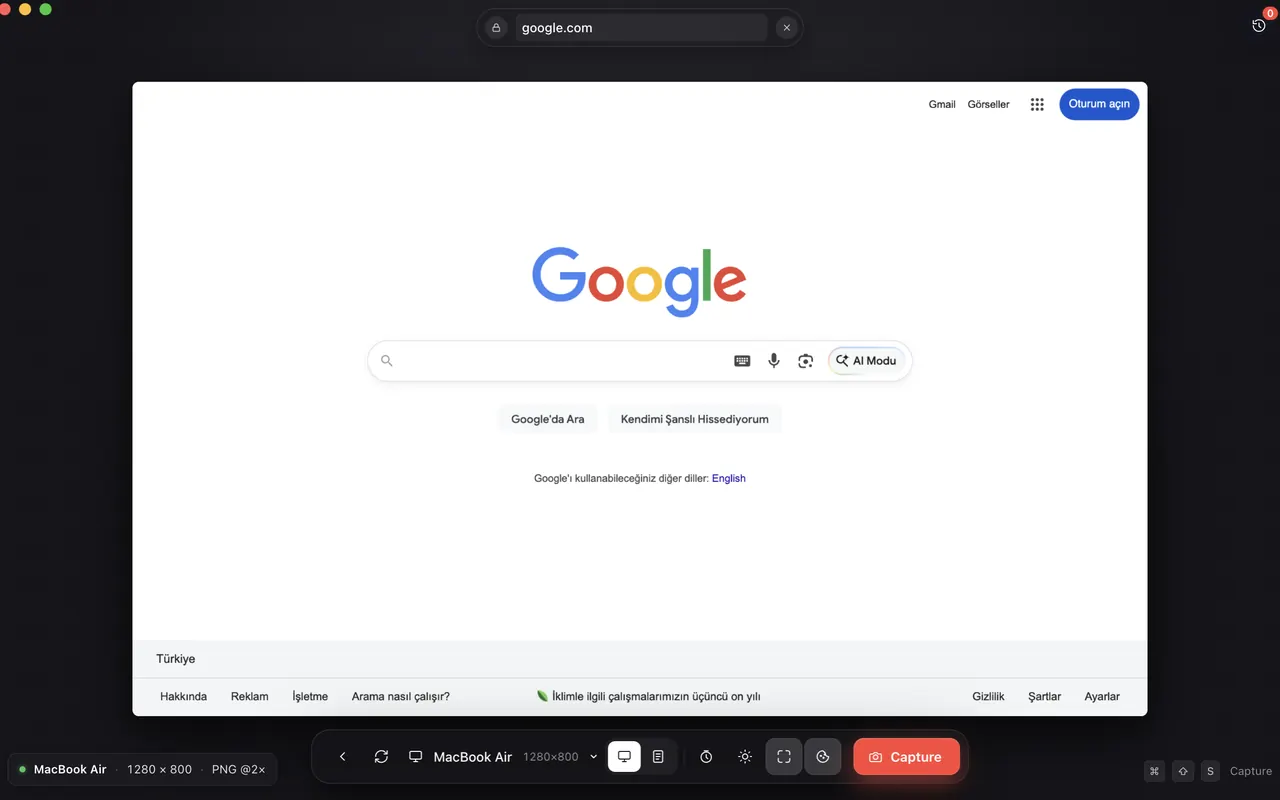 google.com
0
Gmail Görseller Oturum açın
Google
AI Modu
Google'da Ara Kendimi Şanslı Hissediyorum
Google'ı kullanabileceğiniz diğer diller: English
Türkiye
Hakkında Reklam İşletme Arama nasıl çalışır? İklimle ilgili çalışmalarımızın üçüncü on yılı Gizlilik Şartlar Ayarlar
MacBook Air 1280×800 Capture
MacBook Air · 1280 × 800 · PNG @2×
⌘ ⇧ S Capture